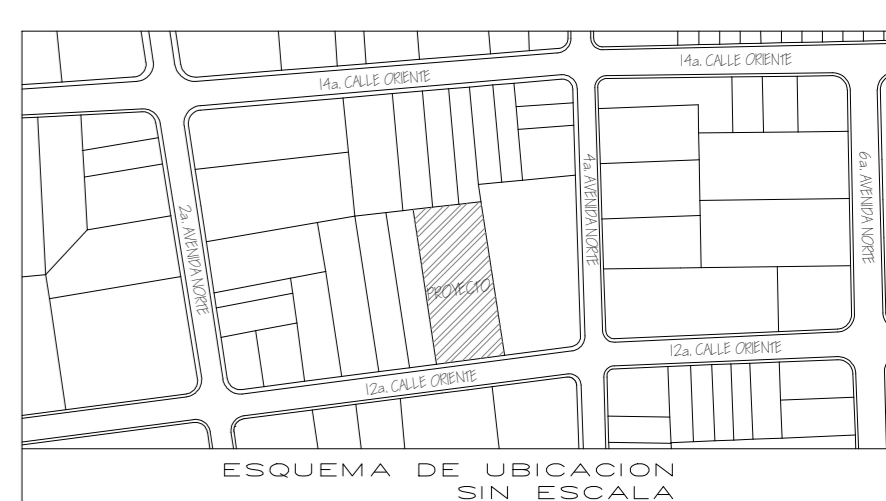 14a. CALLE ORIENTE
14a. CALLE ORIENTE
2a. AVENIDA NORTE
4a. AVENIDA NORTE
6a. AVENIDA NORTE
PROYECTO
12a. CALLE ORIENTE
12a. CALLE ORIENTE
ESQUEMA DE UBICACION
SIN ESCALA